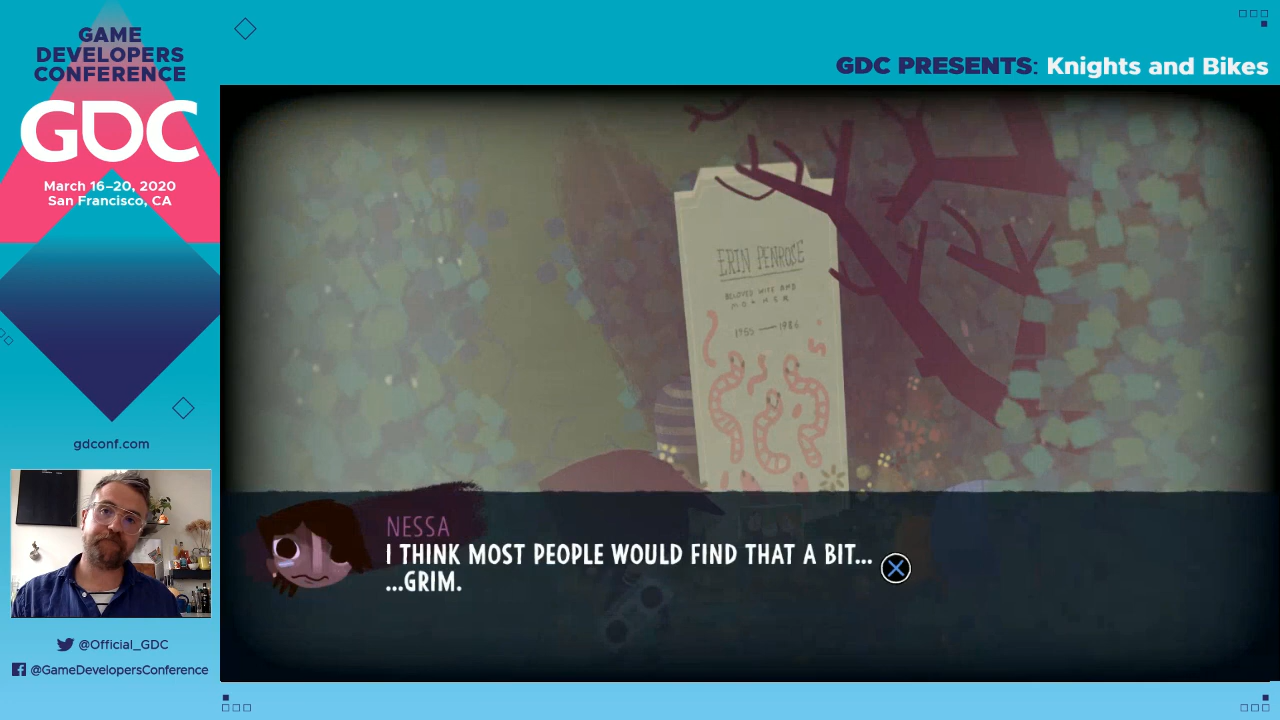 GAME
DEVELOPERS
CONFERENCE
GDC
March 16–20, 2020
San Francisco, CA
gdconf.com
@Official_GDC
@GameDevelopersConference
GDC PRESENTS: Knights and Bikes
ERIN PENROSE
BELOVED WIFE AND
MOTHER
1955 — 1986
NESSA
I THINK MOST PEOPLE WOULD FIND THAT A BIT...
...GRIM.